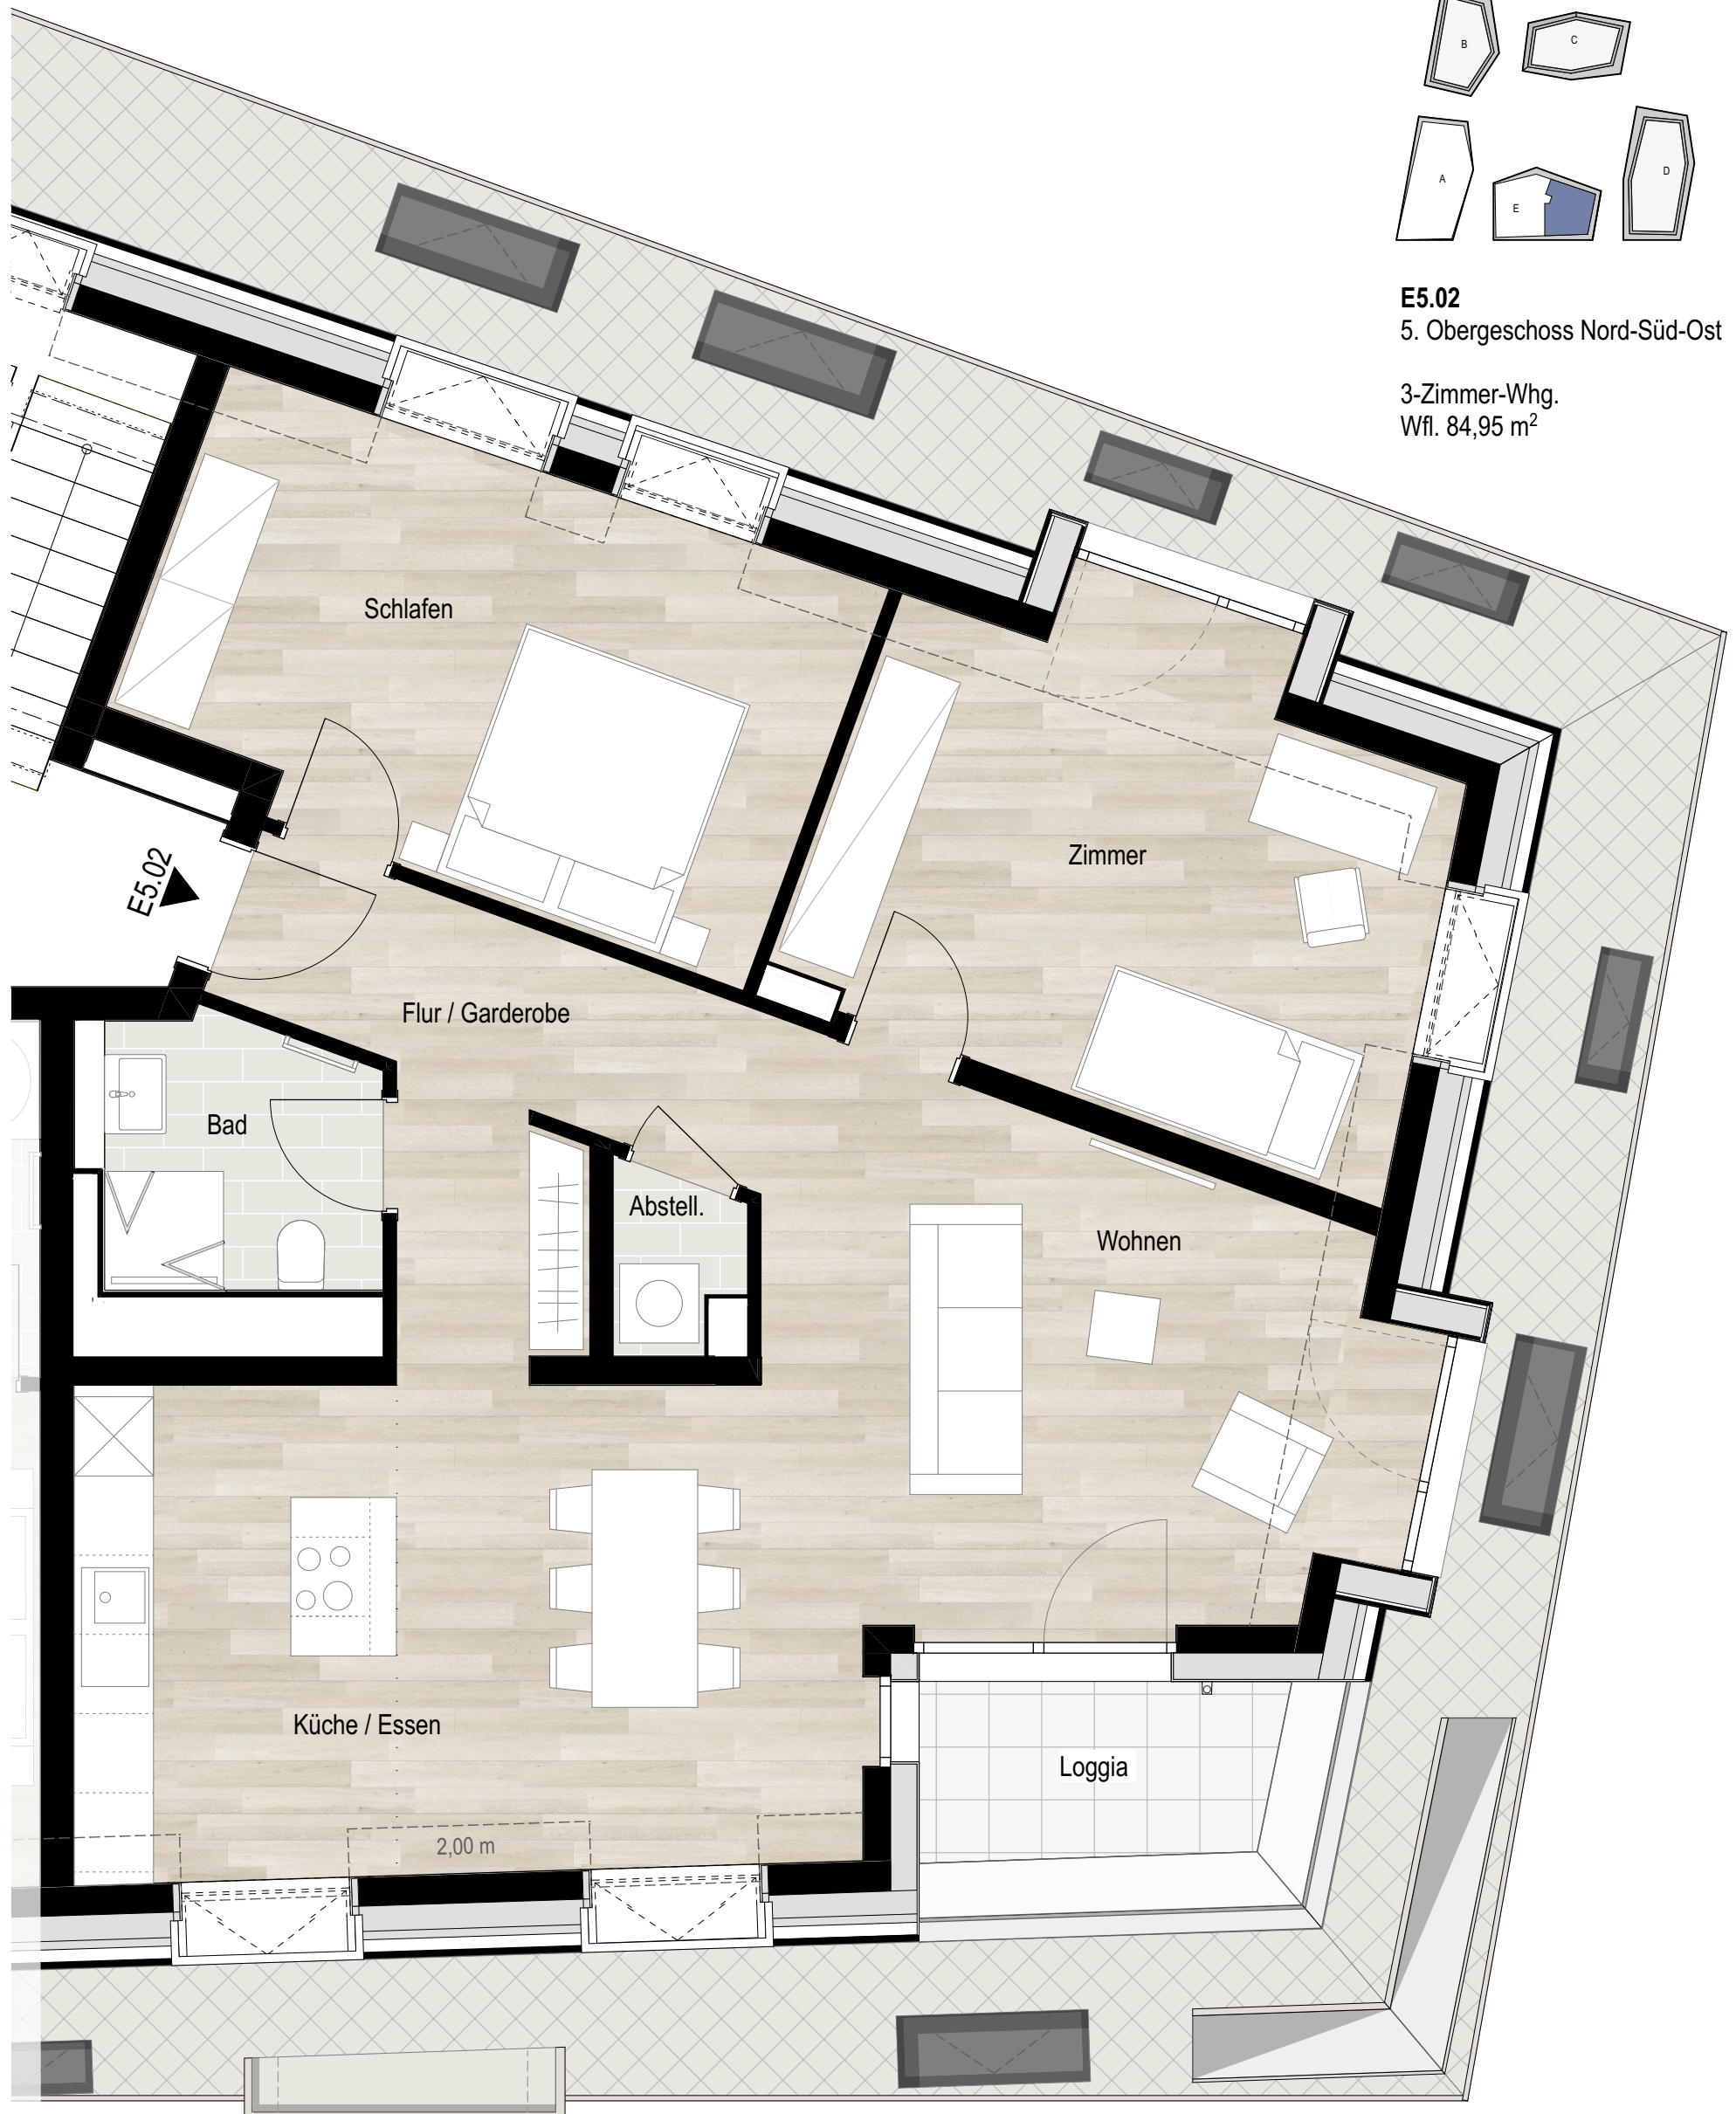 B
C
A
E
D
E5.02
5. Obergeschoss Nord-Süd-Ost
3-Zimmer-Whg.
Wfl. 84,95 m²
Schlafen
Zimmer
E5.02
Flur / Garderobe
Bad
Abstell.
Wohnen
Küche / Essen
Loggia
2,00 m